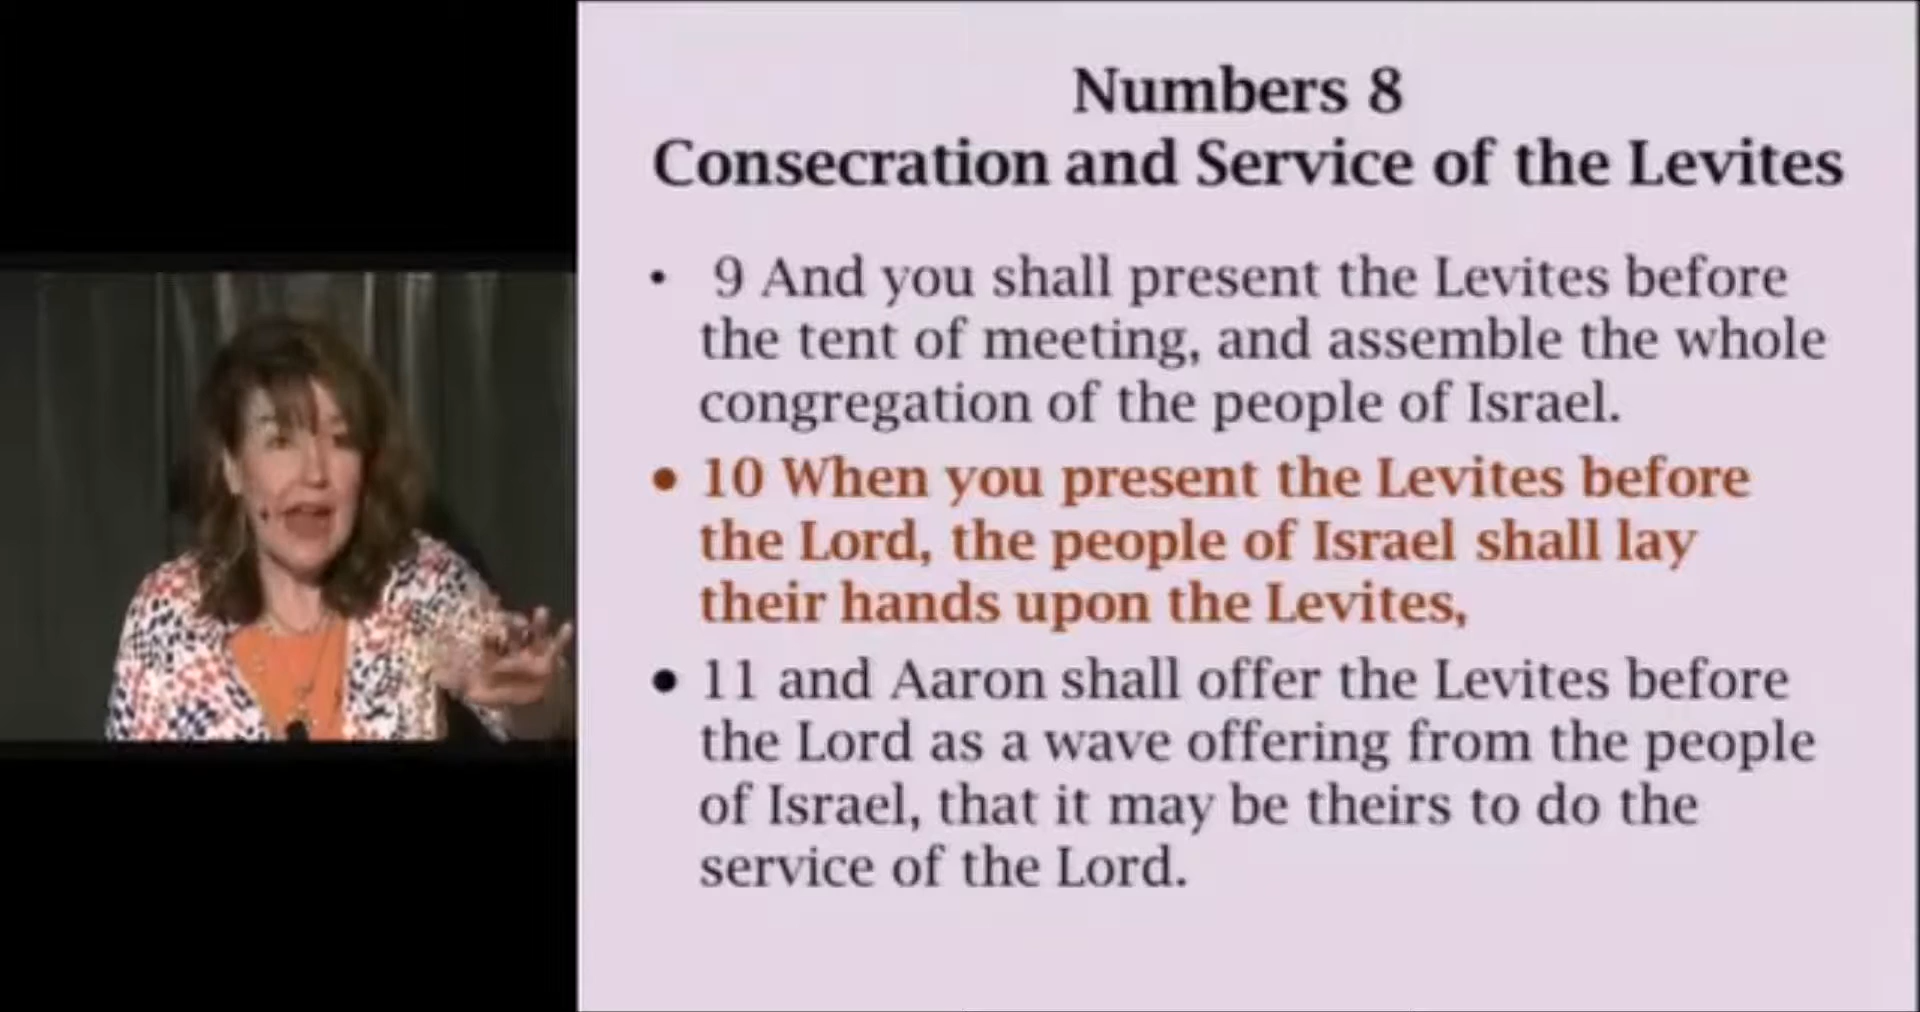 Numbers 8
Consecration and Service of the Levites
• 9 And you shall present the Levites before
the tent of meeting, and assemble the whole
congregation of the people of Israel.
• 10 When you present the Levites before
the Lord, the people of Israel shall lay
their hands upon the Levites,
• 11 and Aaron shall offer the Levites before
the Lord as a wave offering from the people
of Israel, that it may be theirs to do the
service of the Lord.